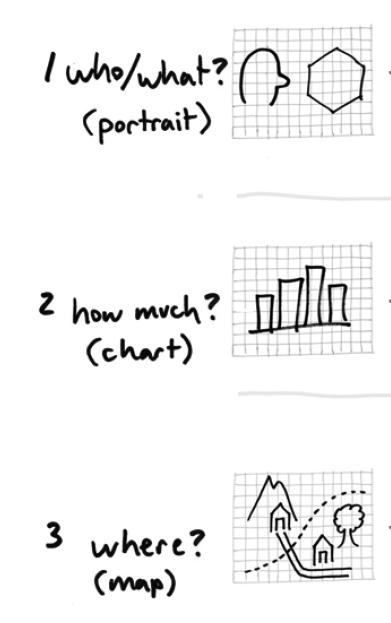 1 who/what?
(portrait)
2 how much?
(chart)
3 where?
(map)